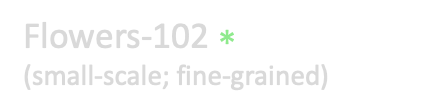 Flowers-102 *
(small-scale; fine-grained)